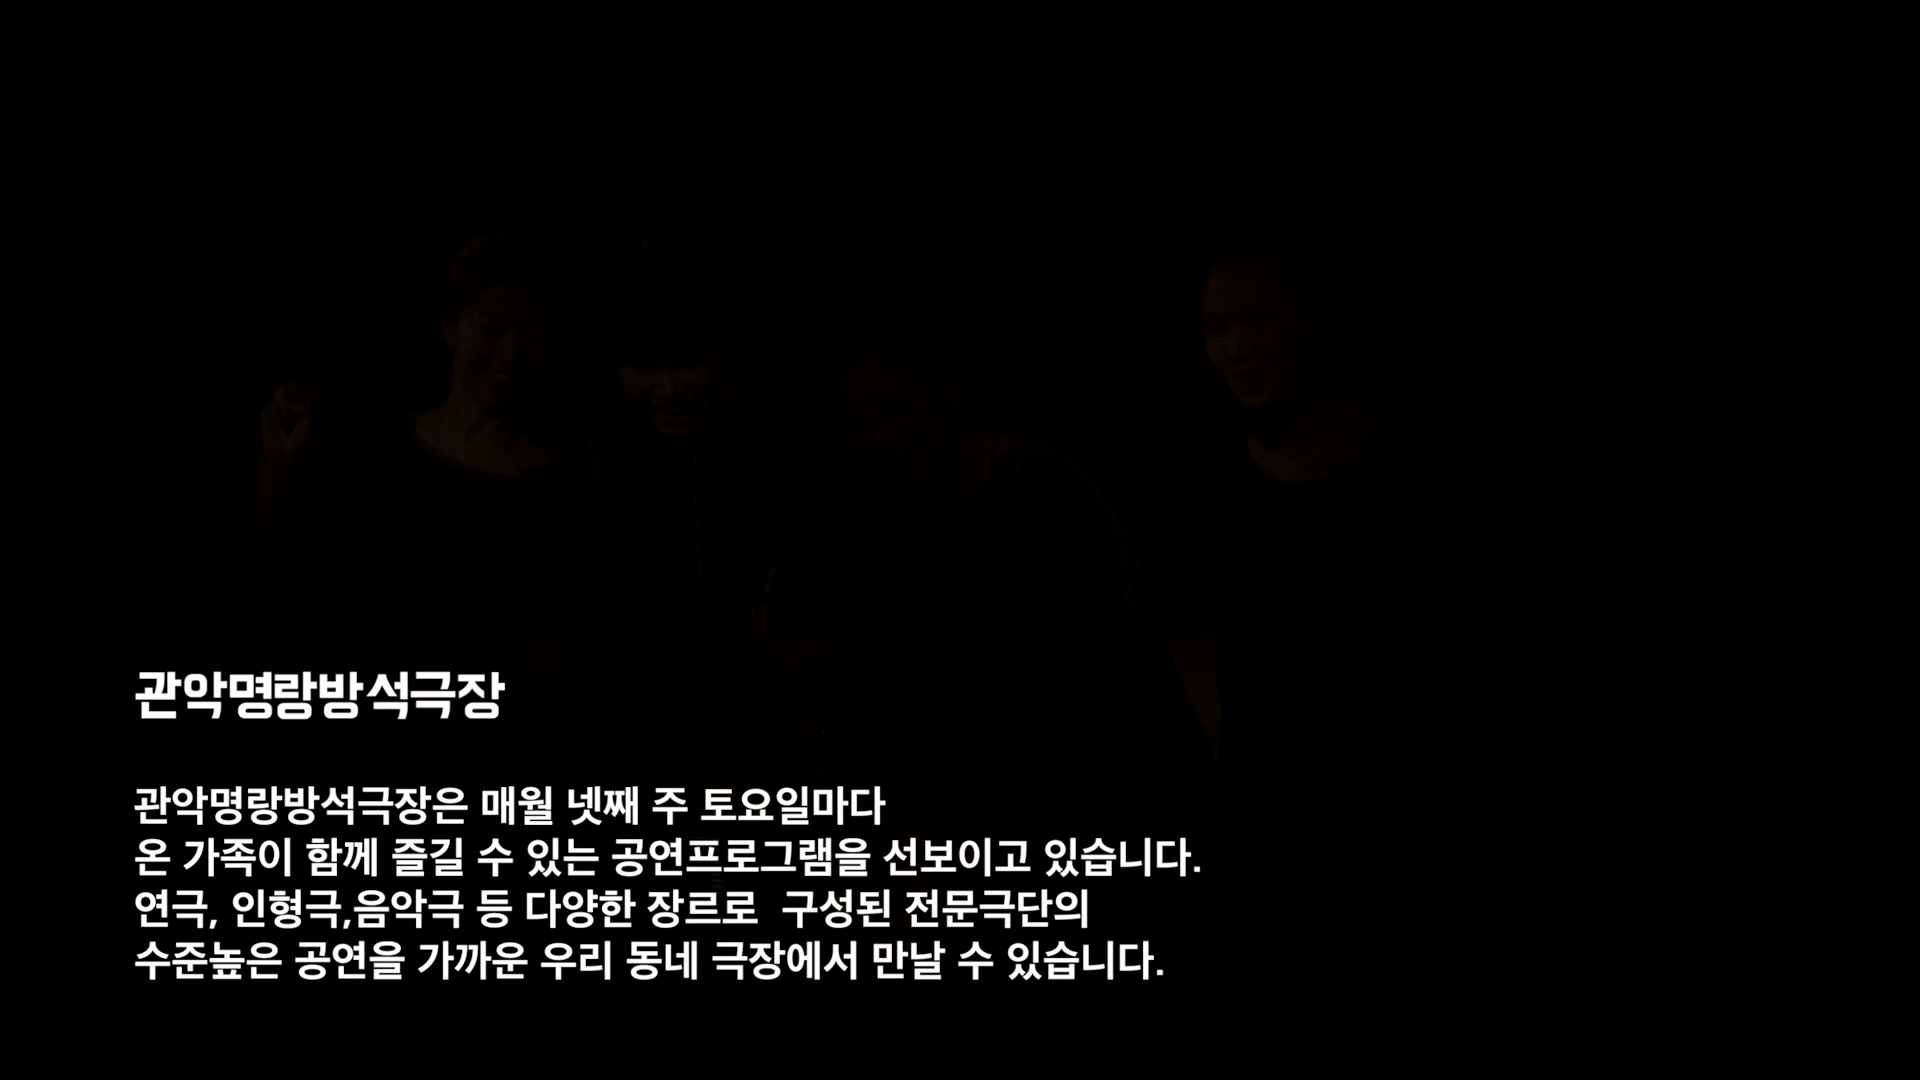 관악명랑방석극장
관악명랑방석극장은 매월 넷째 주 토요일마다
온 가족이 함께 즐길 수 있는 공연프로그램을 선보이고 있습니다.
연극, 인형극,음악극 등 다양한 장르로  구성된 전문극단의
수준높은 공연을 가까운 우리 동네 극장에서 만날 수 있습니다.